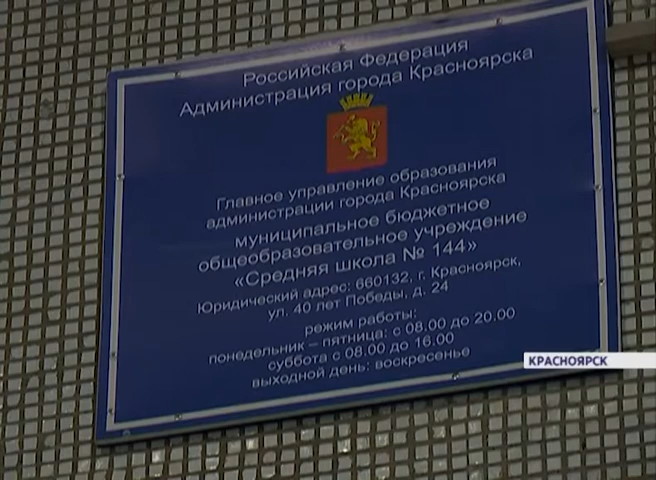 Российская Федерация
Администрация города Красноярска
Главное управление образования
администрации города Красноярска
муниципальное бюджетное
общеобразовательное учреждение
«Средняя школа № 144»
Юридический адрес: 660132, г. Красноярск,
ул. 40 лет Победы, д. 24
режим работы:
понедельник – пятница: с 08.00 до 20.00
суббота с 08.00 до 16.00
выходной день: воскресенье
КРАСНОЯРСК